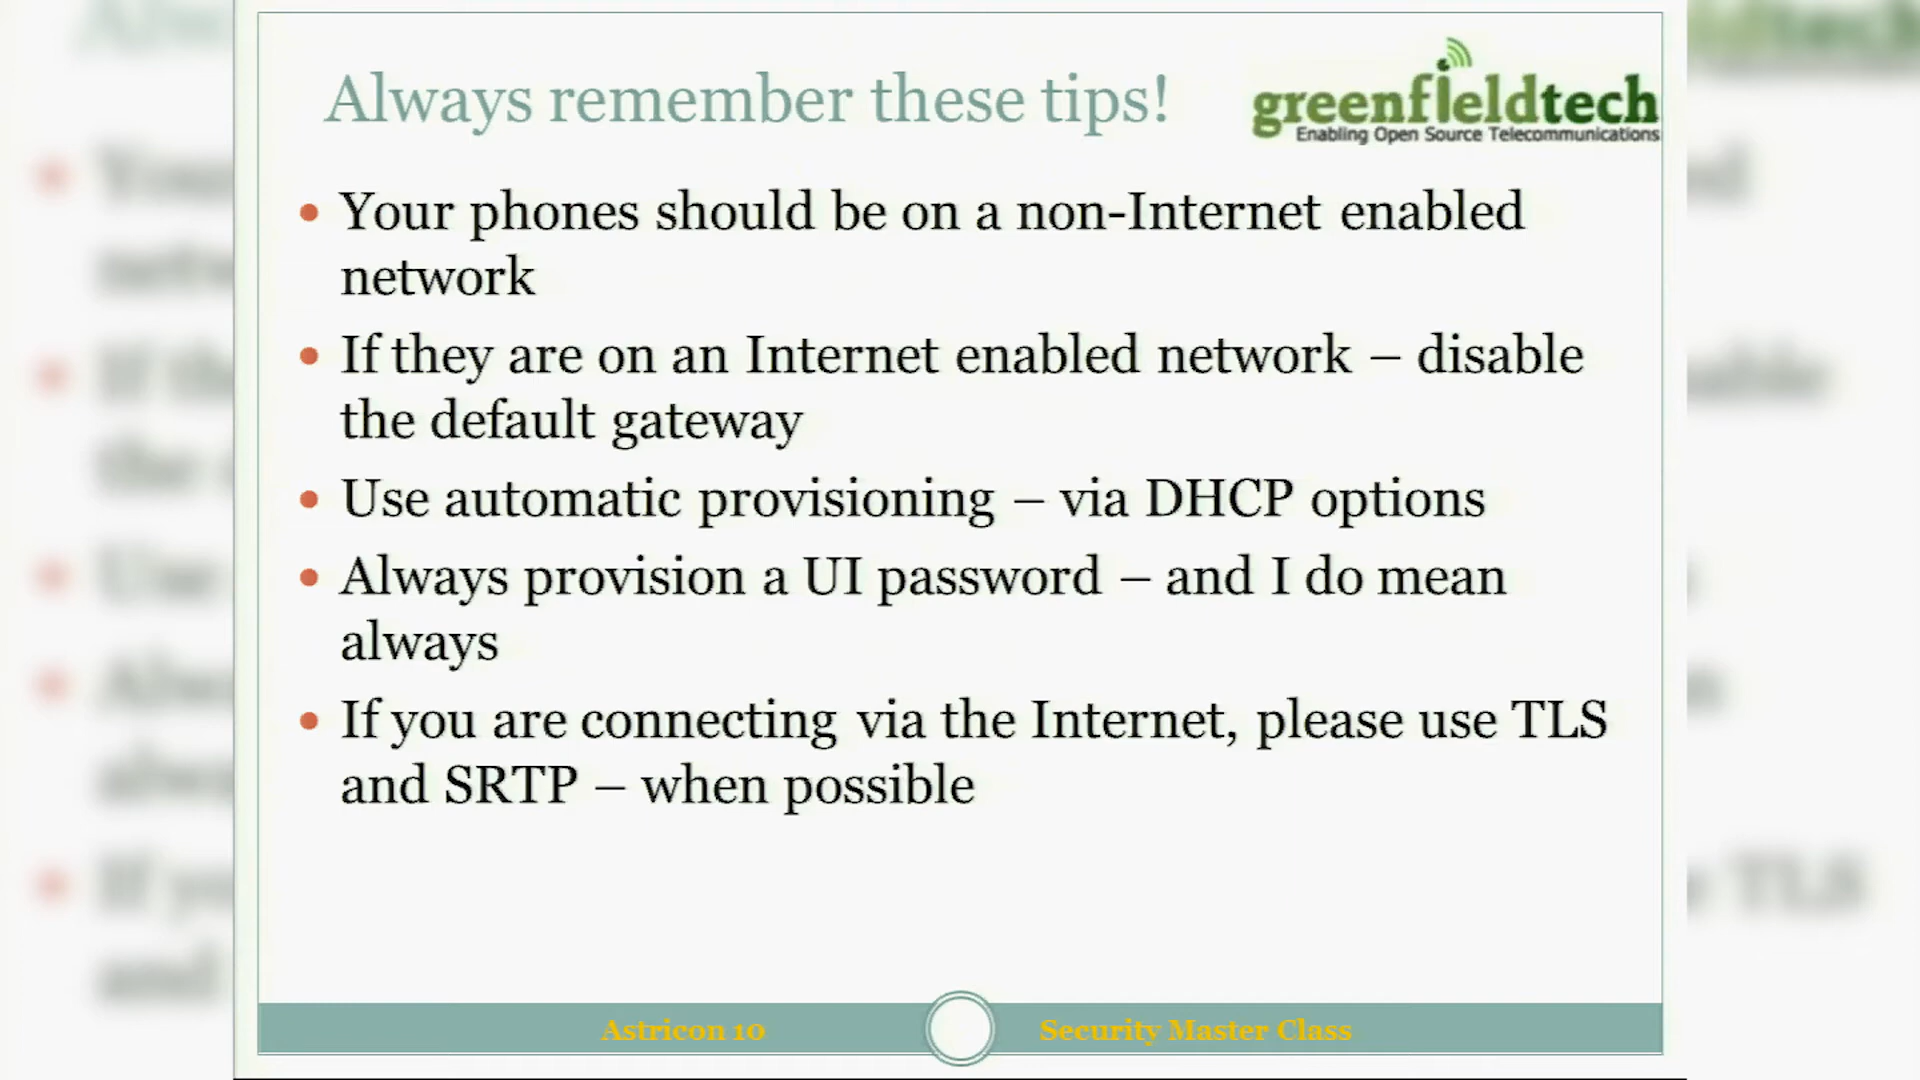 Always remember these tips!
greenfieldtech
Enabling Open Source Telecommunications
Your phones should be on a non-Internet enabled
network
If they are on an Internet enabled network – disable
the default gateway
Use automatic provisioning – via DHCP options
Always provision a UI password – and I do mean
always
If you are connecting via the Internet, please use TLS
and SRTP – when possible
Astricon 10
Security Master Class